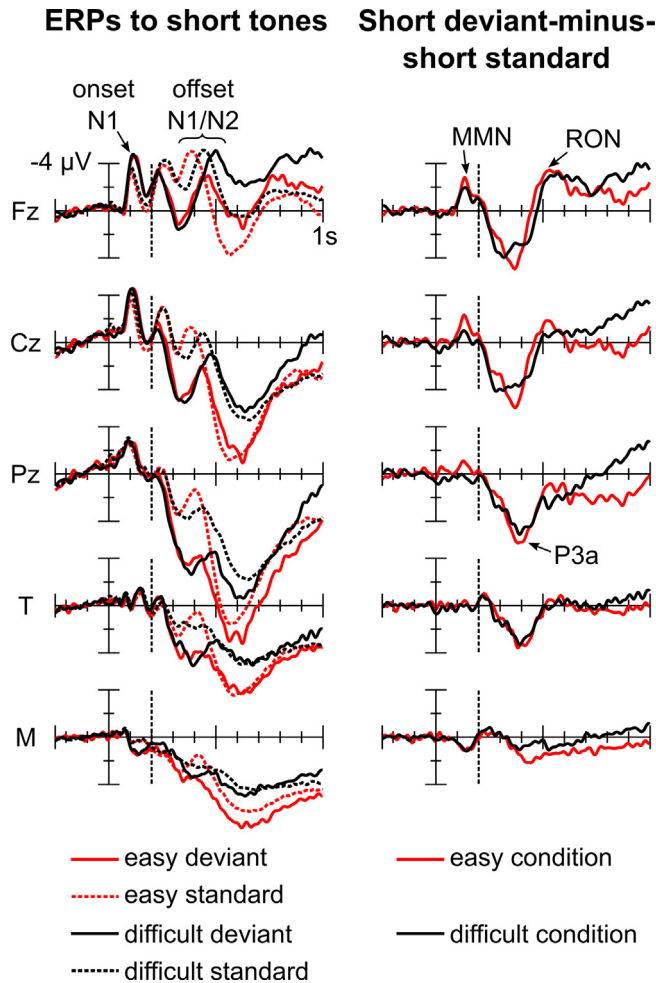 ERPs to short tones
Short deviant-minus-
short standard
onset
N1
offset
N1/N2
-4 µV
Fz
1s
MMN
RON
Cz
Pz
P3a
T
M
easy deviant
easy standard
difficult deviant
difficult standard
easy condition
difficult condition